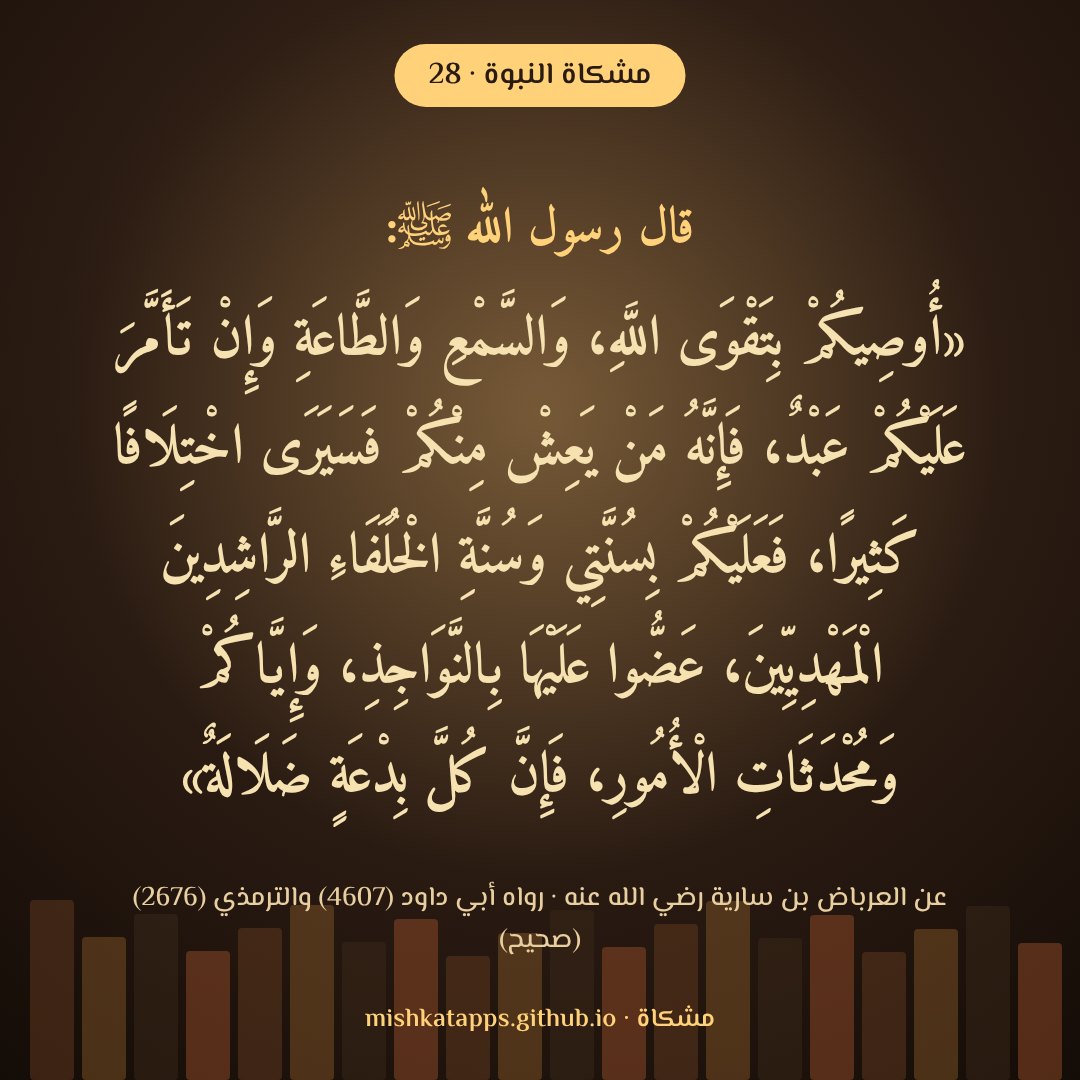 مشكاة النبوة · 28
قال رسول الله ﷺ:
«أُوصِيكُمْ بِتَقْوَى اللَّهِ، وَالسَّمْعِ وَالطَّاعَةِ وَإِنْ تَأَمَّرَ
عَلَيْكُمْ عَبْدٌ، فَإِنَّهُ مَنْ يَعِشْ مِنْكُمْ فَسَيَرَى اخْتِلَافًا
كَثِيرًا، فَعَلَيْكُمْ بِسُنَّتِي وَسُنَّةِ الْخُلَفَاءِ الرَّاشِدِينَ
الْمَهْدِيِّينَ، عَضُّوا عَلَيْهَا بِالنَّوَاجِذِ، وَإِيَّاكُمْ
وَمُحْدَثَاتِ الْأُمُورِ، فَإِنَّ كُلَّ بِدْعَةٍ ضَلَالَةٌ»
عن العرباض بن سارية رضي الله عنه · رواه أبي داود (4607) والترمذي (2676)
(صحيح)
مشكاة · mishkatapps.github.io